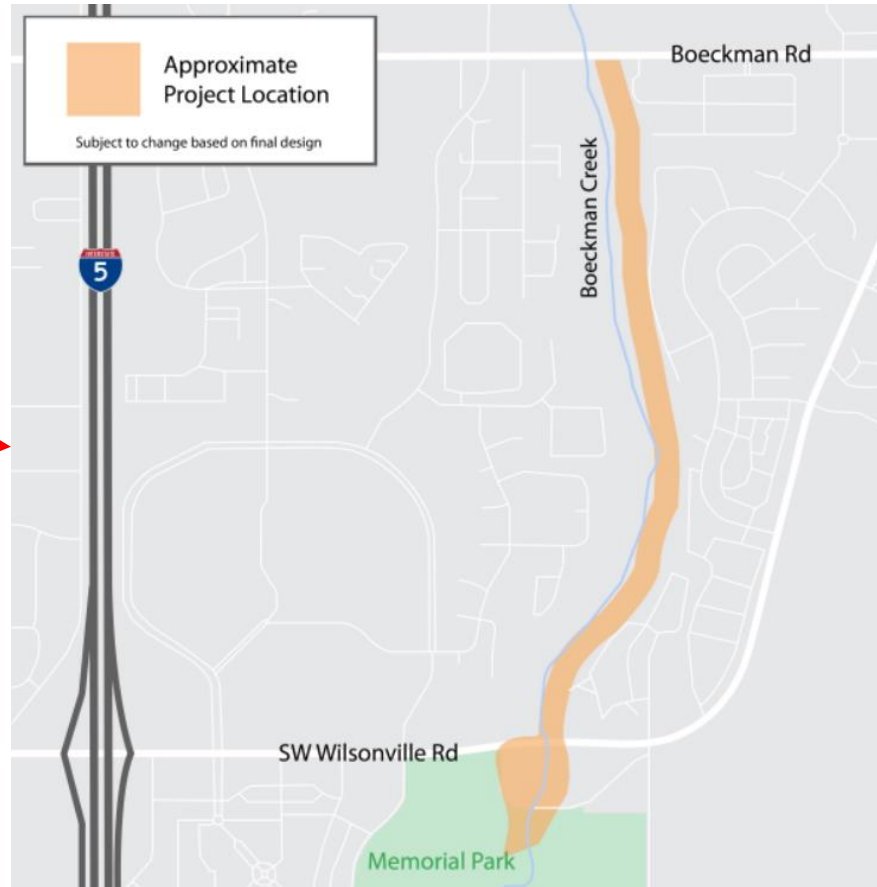 Approximate
Project Location
Subject to change based on final design
Boeckman Rd
Boeckman Creek
INTERSTATE
5
SW Wilsonville Rd
Memorial Park